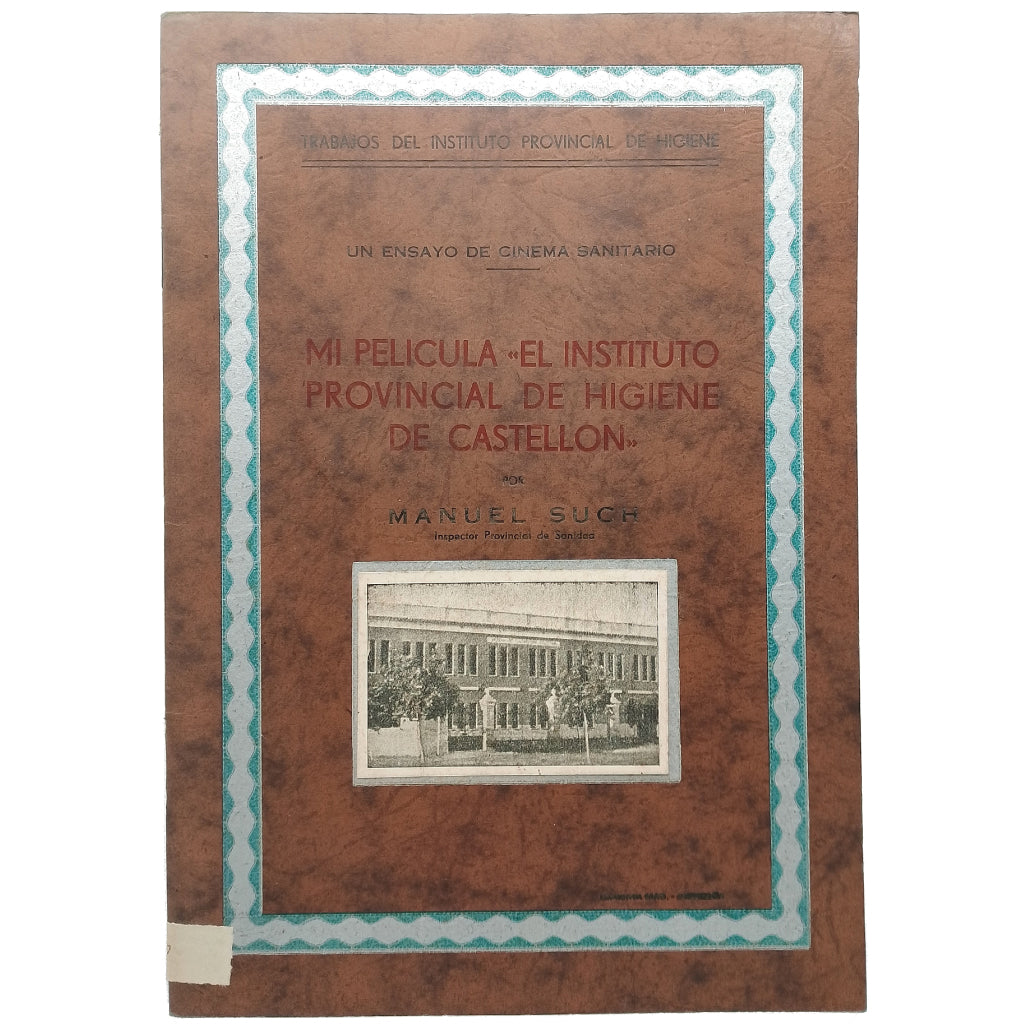 TRABAJOS DEL INSTITUTO PROVINCIAL DE HIGIENE
UN ENSAYO DE CINEMA SANITARIO
MI PELICULA «EL INSTITUTO
PROVINCIAL DE HIGIENE
DE CASTELLON»
POR
MANUEL SUCH
Inspector Provincial de Sanidad